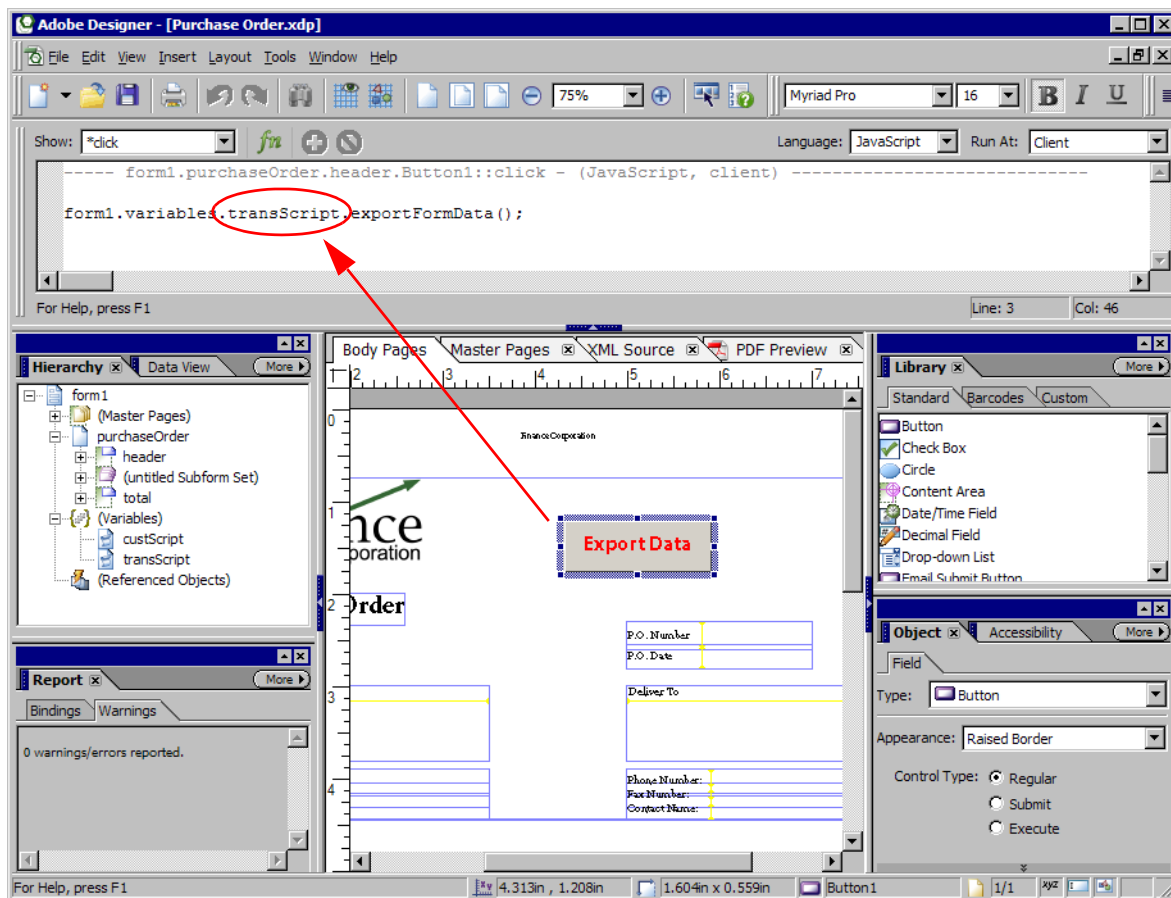 Adobe Designer - [Purchase Order.xdp]
File Edit View Insert Layout Tools Window Help
75% Myriad Pro 16 B I U
Show: *click fn Language: JavaScript Run At: Client
----- form1.purchaseOrder.header.Button1::click - (JavaScript, client) -----------------------------
form1.variables.transScript.exportFormData();
For Help, press F1 Line: 3 Col: 46
Hierarchy Data View More
form1
(Master Pages)
purchaseOrder
header
(untitled Subform Set)
total
(Variables)
custScript
transScript
(Referenced Objects)
Report More
Bindings Warnings
0 warnings/errors reported.
Body Pages Master Pages XML Source PDF Preview
2 3 4 5 6 7
0
1
2
3
4
FinanceCorporation
nce
poration
Export Data
Order
P.O. Number
P.O. Date
Deliver To
Phone Number:
Fax Number:
Contact Name:
Library More
Standard Barcodes Custom
Button
Check Box
Circle
Content Area
Date/Time Field
Decimal Field
Drop-down List
Email Submit Button
Object Accessibility More
Field
Type: Button
Appearance: Raised Border
Control Type: Regular
Submit
Execute
For Help, press F1 xy 4.313in , 1.208in 1.604in x 0.559in Button1 1/1 xyz